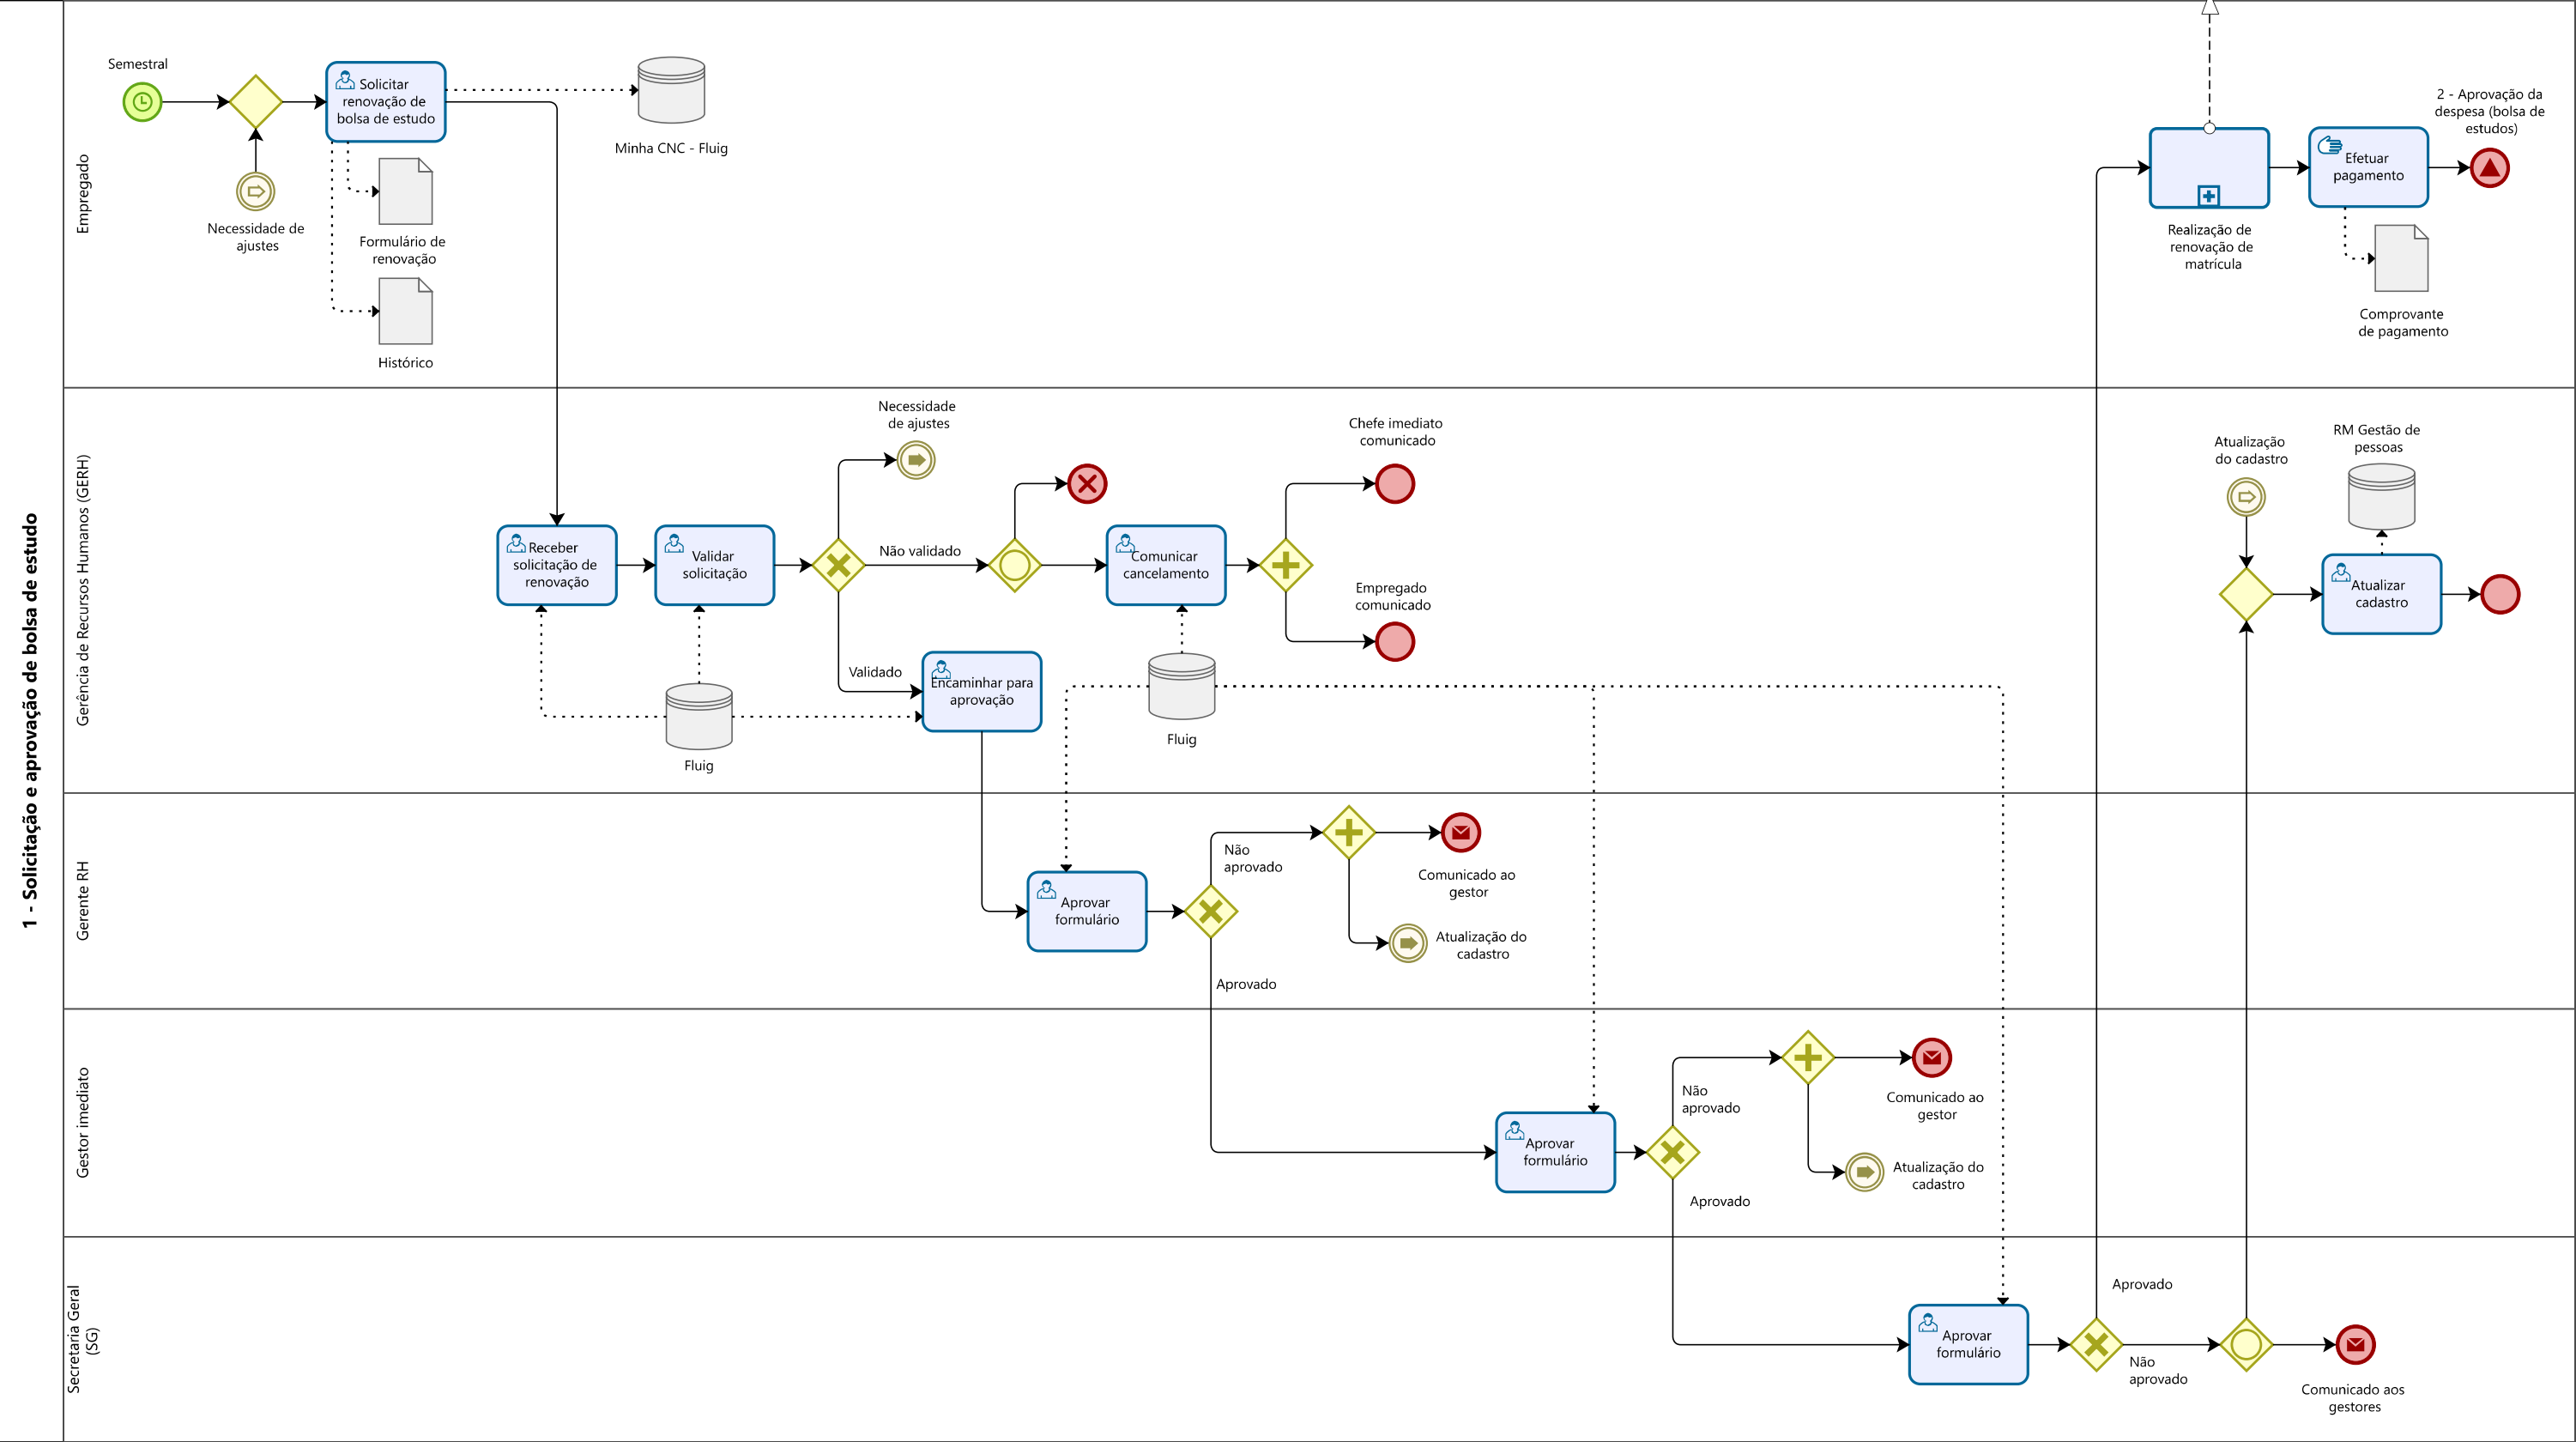 1 - Solicitação e aprovação de bolsa de estudo
Empregado
Semestral
Necessidade de
ajustes
Solicitar
renovação de
bolsa de estudo
Formulário de
renovação
Histórico
Minha CNC - Fluig
Realização de
renovação de
matrícula
Efetuar
pagamento
2 - Aprovação da
despesa (bolsa de
estudos)
Comprovante
de pagamento
Gerência de Recursos Humanos (GERH)
Receber
solicitação de
renovação
Validar
solicitação
Necessidade
de ajustes
Não validado
Validado
Encaminhar para
aprovação
Fluig
Comunicar
cancelamento
Chefe imediato
comunicado
Empregado
comunicado
Fluig
Atualização
do cadastro
RM Gestão de
pessoas
Atualizar
cadastro
Gerente RH
Aprovar
formulário
Não
aprovado
Aprovado
Comunicado ao
gestor
Atualização do
cadastro
Gestor imediato
Aprovar
formulário
Não
aprovado
Aprovado
Comunicado ao
gestor
Atualização do
cadastro
Secretaria Geral
(SG)
Aprovar
formulário
Aprovado
Não
aprovado
Comunicado aos
gestores